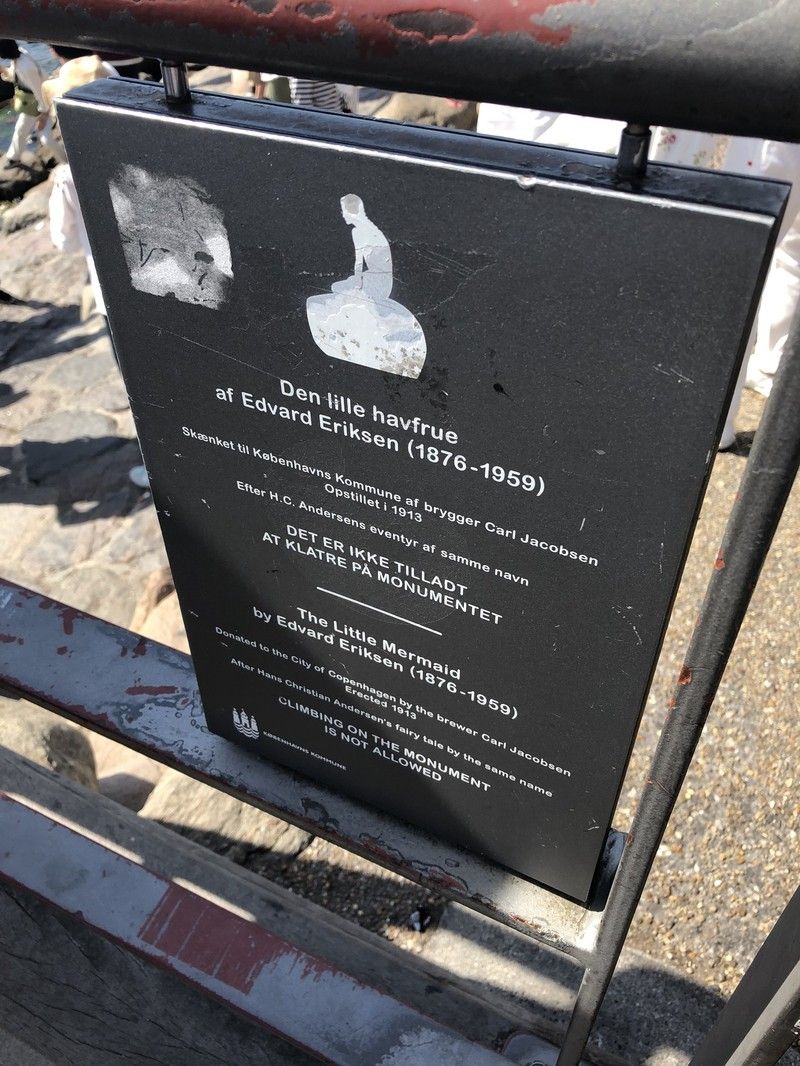 Den lille havfrue
af Edvard Eriksen (1876-1959)
Skænket til Københavns Kommune af brygger Carl Jacobsen
Opstillet i 1913
Efter H.C. Andersens eventyr af samme navn
DET ER IKKE TILLADT
AT KLATRE PÅ MONUMENTET
The Little Mermaid
by Edvard Eriksen (1876-1959)
Donated to the City of Copenhagen by the brewer Carl Jacobsen
Erected 1913
After Hans Christian Andersen's fairy tale by the same name
CLIMBING ON THE MONUMENT
IS NOT ALLOWED
KØBENHAVNS KOMMUNE